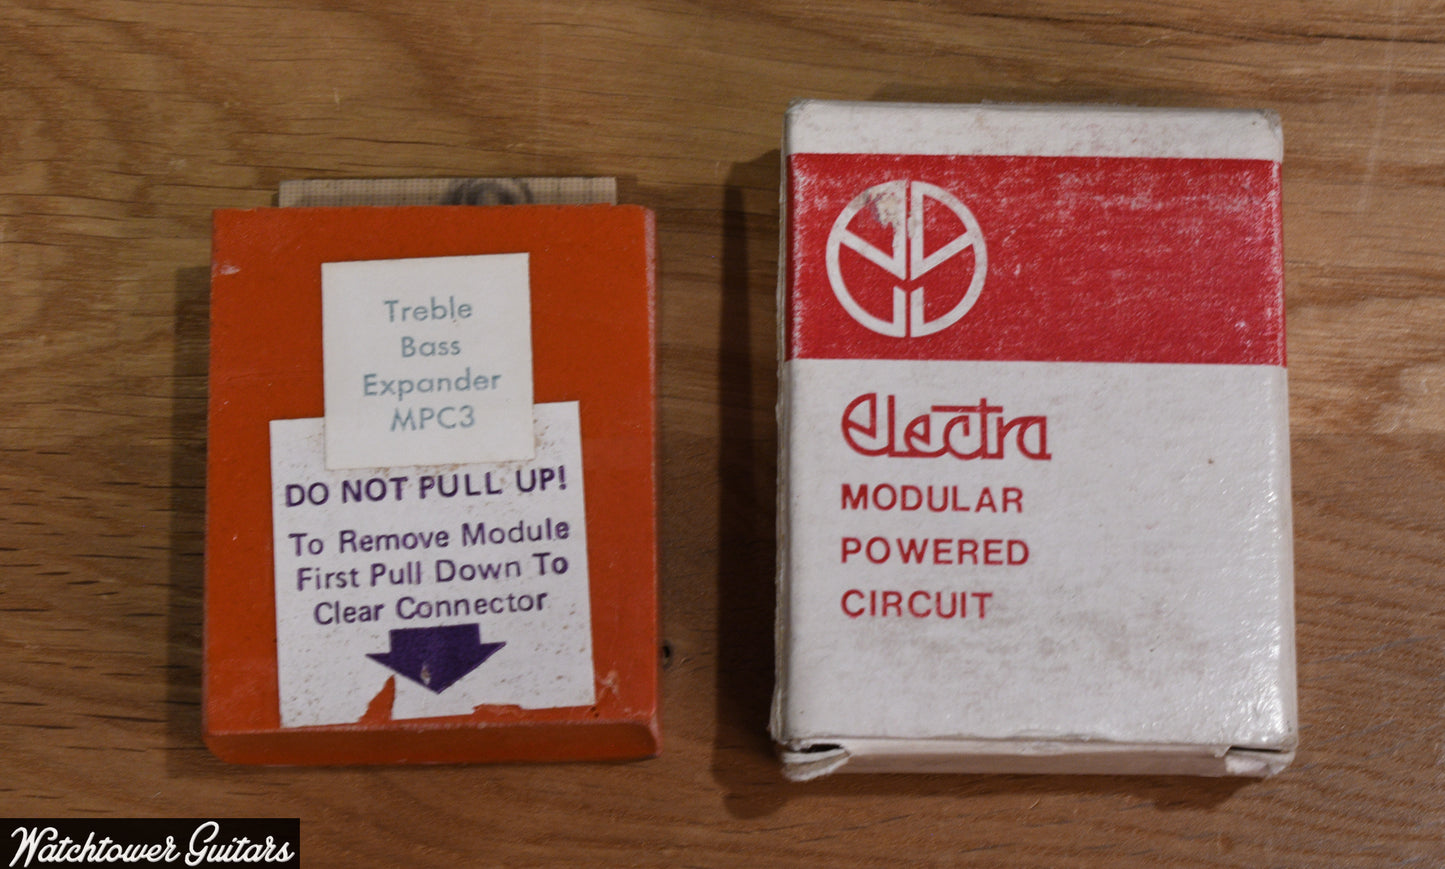 Treble
Bass
Expander
MPC3
DO NOT PULL UP!
To Remove Module
First Pull Down To
Clear Connector
electra
MODULAR
POWERED
CIRCUIT
Watchtower Guitars